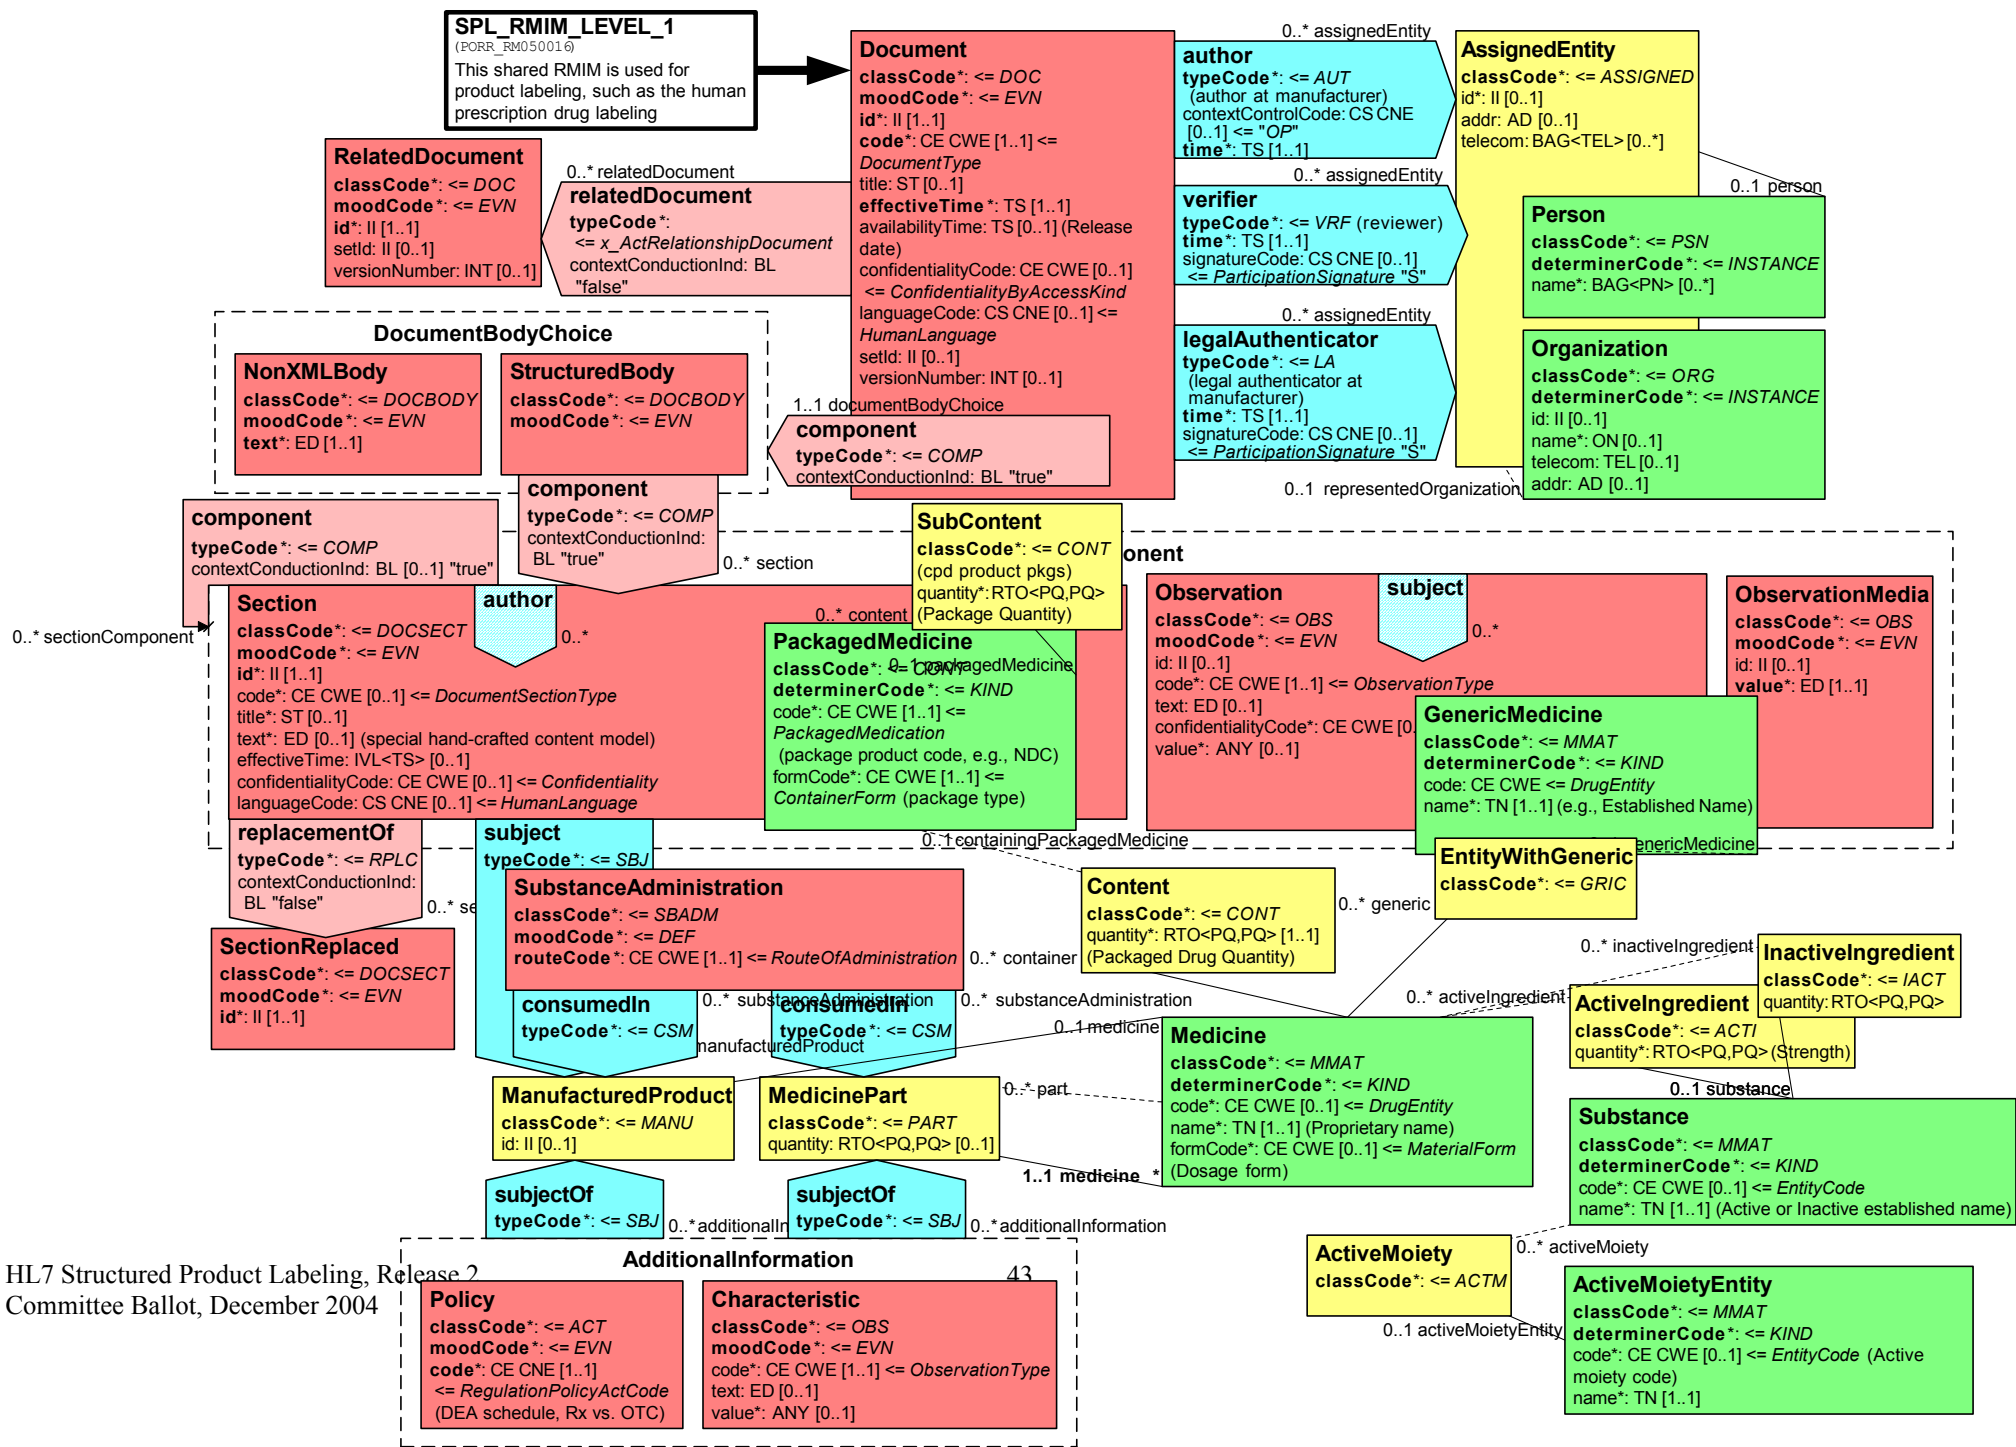 SPL_RMIM_LEVEL_1
(PORR_RM050016)
This shared RMIM is used for
product labeling, such as the human
prescription drug labeling
Document
classCode*: <= DOC
moodCode*: <= EVN
id*: II [1..1]
code*: CE CWE [1..1] <=
DocumentType
title: ST [0..1]
effectiveTime*: TS [1..1]
availabilityTime: TS [0..1] (Release
date)
confidentialityCode: CE CWE [0..1]
<= ConfidentialityByAccessKind
languageCode: CS CNE [0..1] <=
HumanLanguage
setId: II [0..1]
versionNumber: INT [0..1]
0..* assignedEntity
author
typeCode*: <= AUT
(author at manufacturer)
contextControlCode: CS CNE
[0..1] <= "OP"
time*: TS [1..1]
0..* assignedEntity
verifier
typeCode*: <= VRF (reviewer)
time*: TS [1..1]
signatureCode: CS CNE [0..1]
<= ParticipationSignature "S"
0..* assignedEntity
legalAuthenticator
typeCode*: <= LA
(legal authenticator at
manufacturer)
time*: TS [1..1]
signatureCode: CS CNE [0..1]
<= ParticipationSignature "S"
AssignedEntity
classCode*: <= ASSIGNED
id*: II [0..1]
addr: AD [0..1]
telecom: BAG<TEL> [0..*]
0..1 person
Person
classCode*: <= PSN
determinerCode*: <= INSTANCE
name*: BAG<PN> [0..*]
Organization
classCode*: <= ORG
determinerCode*: <= INSTANCE
id: II [0..1]
name*: ON [0..1]
telecom: TEL [0..1]
addr: AD [0..1]
0..1 representedOrganization
RelatedDocument
classCode*: <= DOC
moodCode*: <= EVN
id*: II [1..1]
setId: II [0..1]
versionNumber: INT [0..1]
0..* relatedDocument
relatedDocument
typeCode*:
<= x_ActRelationshipDocument
contextConductionInd: BL
"false"
DocumentBodyChoice
NonXMLBody
classCode*: <= DOCBODY
moodCode*: <= EVN
text*: ED [1..1]
StructuredBody
classCode*: <= DOCBODY
moodCode*: <= EVN
1..1 documentBodyChoice
component
typeCode*: <= COMP
contextConductionInd: BL "true"
component
typeCode*: <= COMP
contextConductionInd:
BL "true"
0..* section
component
typeCode*: <= COMP
contextConductionInd: BL [0..1] "true"
0..* sectionComponent
Section
classCode*: <= DOCSECT
moodCode*: <= EVN
id*: II [1..1]
code*: CE CWE [0..1] <= DocumentSectionType
title*: ST [0..1]
text*: ED [0..1] (special hand-crafted content model)
effectiveTime: IVL<TS> [0..1]
confidentialityCode: CE CWE [0..1] <= Confidentiality
languageCode: CS CNE [0..1] <= HumanLanguage
author
0..*
SubContent
classCode*: <= CONT
(cpd product pkgs)
quantity*: RTO<PQ,PQ>
(Package Quantity)
onent
0..* content
PackagedMedicine
classCode*: <= CONT
0..1 packagedMedicine
determinerCode*: <= KIND
code*: CE CWE [1..1] <=
PackagedMedication
(package product code, e.g., NDC)
formCode*: CE CWE [1..1] <=
ContainerForm (package type)
0..1 containingPackagedMedicine
Observation
classCode*: <= OBS
moodCode*: <= EVN
id: II [0..1]
code*: CE CWE [1..1] <= ObservationType
text: ED [0..1]
confidentialityCode*: CE CWE [0..
value*: ANY [0..1]
subject
0..*
ObservationMedia
classCode*: <= OBS
moodCode*: <= EVN
id: II [0..1]
value*: ED [1..1]
GenericMedicine
classCode*: <= MMAT
determinerCode*: <= KIND
code: CE CWE <= DrugEntity
name*: TN [1..1] (e.g., Established Name)
enericMedicine
EntityWithGeneric
classCode*: <= GRIC
0..* generic
replacementOf
typeCode*: <= RPLC
contextConductionInd:
BL "false"
0..* se
SectionReplaced
classCode*: <= DOCSECT
moodCode*: <= EVN
id*: II [1..1]
subject
typeCode*: <= SBJ
SubstanceAdministration
classCode*: <= SBADM
moodCode*: <= DEF
routeCode*: CE CWE [1..1] <= RouteOfAdministration
Content
classCode*: <= CONT
quantity*: RTO<PQ,PQ> [1..1]
(Packaged Drug Quantity)
0..* container
consumedIn
typeCode*: <= CSM
0..* substanceAdministration
manufacturedProduct
consumedIn
typeCode*: <= CSM
0..* substanceAdministration
0..1 medicine
0..* inactiveIngredient
InactiveIngredient
classCode*: <= IACT
quantity: RTO<PQ,PQ>
0..* activeIngredient
ActiveIngredient
classCode*: <= ACTI
quantity*: RTO<PQ,PQ> (Strength)
0..1 substance
ManufacturedProduct
classCode*: <= MANU
id: II [0..1]
MedicinePart
classCode*: <= PART
quantity: RTO<PQ,PQ> [0..1]
0..* part
1..1 medicine *
Medicine
classCode*: <= MMAT
determinerCode*: <= KIND
code*: CE CWE [0..1] <= DrugEntity
name*: TN [1..1] (Proprietary name)
formCode*: CE CWE [0..1] <= MaterialForm
(Dosage form)
Substance
classCode*: <= MMAT
determinerCode*: <= KIND
code*: CE CWE [0..1] <= EntityCode
name*: TN [1..1] (Active or Inactive established name)
subjectOf
typeCode*: <= SBJ
0..* additionalIn
subjectOf
typeCode*: <= SBJ
0..* additionalInformation
0..* activeMoiety
ActiveMoiety
classCode*: <= ACTM
0..1 activeMoietyEntity
ActiveMoietyEntity
classCode*: <= MMAT
determinerCode*: <= KIND
code*: CE CWE [0..1] <= EntityCode (Active
moiety code)
name*: TN [1..1]
AdditionalInformation
Policy
classCode*: <= ACT
moodCode*: <= EVN
code*: CE CNE [1..1]
<= RegulationPolicyActCode
(DEA schedule, Rx vs. OTC)
Characteristic
classCode*: <= OBS
moodCode*: <= EVN
code*: CE CWE [1..1] <= ObservationType
text: ED [0..1]
value*: ANY [0..1]
HL7 Structured Product Labeling, Release 2
43
Committee Ballot, December 2004